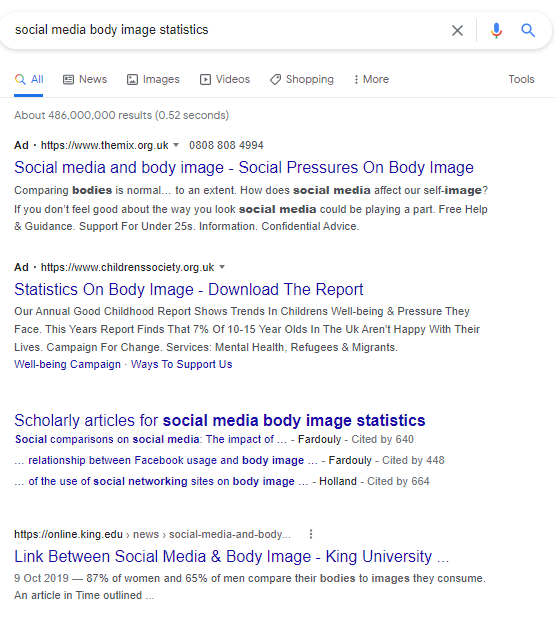 social media body image statistics
All News Images Videos Shopping More Tools
About 486,000,000 results (0.52 seconds)
Ad · https://www.themix.org.uk 0808 808 4994
Social media and body image - Social Pressures On Body Image
Comparing bodies is normal... to an extent. How does social media affect our self-image?
If you don't feel good about the way you look social media could be playing a part. Free Help
& Guidance. Support For Under 25s. Information. Confidential Advice.
Ad · https://www.childrenssociety.org.uk
Statistics On Body Image - Download The Report
Our Annual Good Childhood Report Shows Trends In Childrens Well-being & Pressure They
Face. This Years Report Finds That 7% Of 10-15 Year Olds In The Uk Aren't Happy With Their
Lives. Campaign For Change. Services: Mental Health, Refugees & Migrants.
Well-being Campaign · Ways To Support Us
Scholarly articles for social media body image statistics
Social comparisons on social media: The impact of ... - Fardouly - Cited by 640
... relationship between Facebook usage and body image ... - Fardouly - Cited by 448
... of the use of social networking sites on body image ... - Holland - Cited by 664
https://online.king.edu › news › social-media-and-body...
Link Between Social Media & Body Image - King University ...
9 Oct 2019 — 87% of women and 65% of men compare their bodies to images they consume.
An article in Time outlined ...